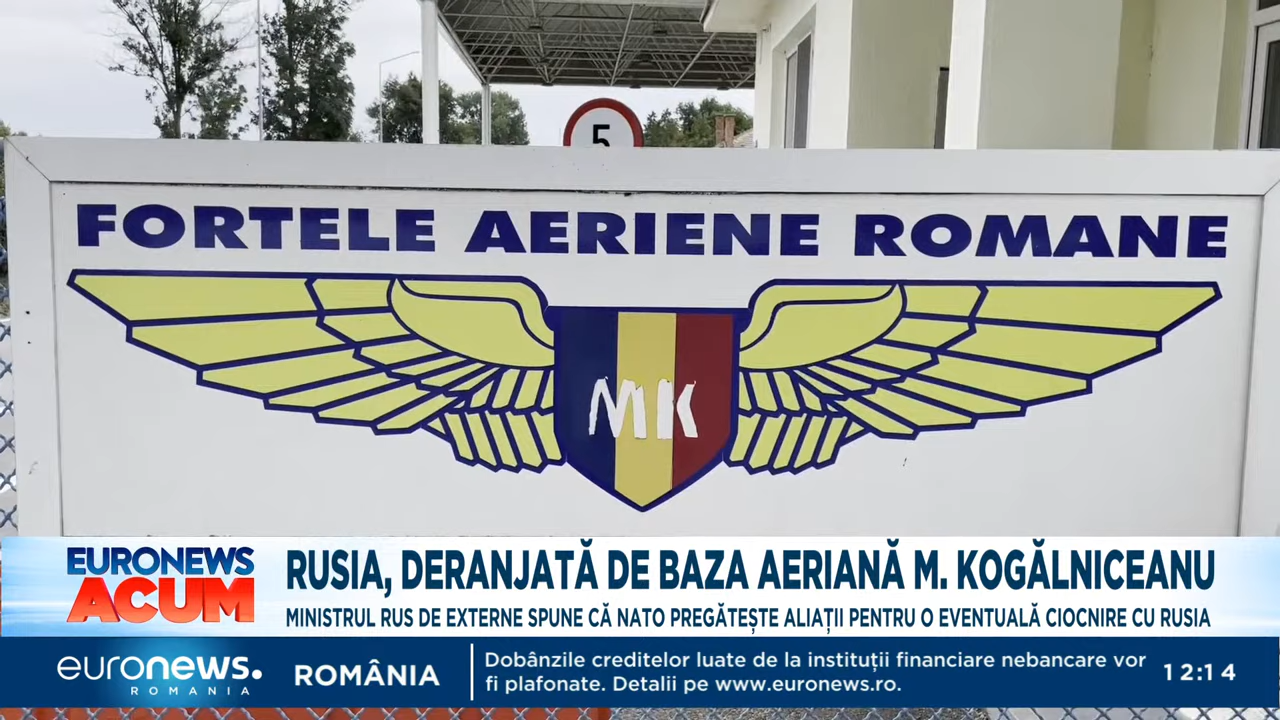 5
FORTELE AERIENE ROMANE
MK
EURONEWS
ACUM
RUSIA, DERANJATĂ DE BAZA AERIANĂ M. KOGĂLNICEANU
MINISTRUL RUS DE EXTERNE SPUNE CĂ NATO PREGĂTEȘTE ALIAȚII PENTRU O EVENTUALĂ CIOCNIRE CU RUSIA
euronews.
ROMANIA
ROMÂNIA
Dobânzile creditelor luate de la instituții financiare nebancare vor
fi plafonate. Detalii pe www.euronews.ro.
12:14